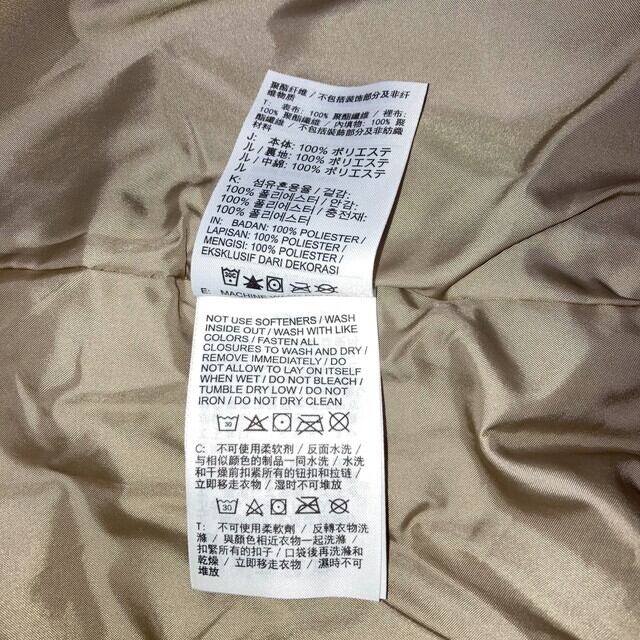 聚酯纤维 / 不包括装饰部分及非纤
维物质
T: 表布: 100% 聚酯纖維 / 裡布:
100% 聚酯纖維 / 內填物: 100% 聚
酯纖維 / 不包括裝飾部分及非紡織
材料
J: 本体: 100% ポリエステ
ル / 裏地: 100% ポリエステ
ル / 中綿: 100% ポリエステ
ル
K: 섬유혼용율 / 겉감:
100% 폴리에스터 / 안감:
100% 폴리에스터 / 충전재:
100% 폴리에스터
IN: BADAN: 100% POLIESTER /
LAPISAN: 100% POLIESTER /
MENGISI: 100% POLIESTER /
EKSKLUSIF DARI DEKORASI
30
E: MACHINE
NOT USE SOFTENERS / WASH
INSIDE OUT / WASH WITH LIKE
COLORS / FASTEN ALL
CLOSURES TO WASH AND DRY /
REMOVE IMMEDIATELY / DO
NOT ALLOW TO LAY ON ITSELF
WHEN WET / DO NOT BLEACH /
TUMBLE DRY LOW / DO NOT
IRON / DO NOT DRY CLEAN
30
C: 不可使用柔软剂 / 反面水洗 /
与相似颜色的制品一同水洗 / 水洗
和干燥前扣紧所有的钮扣和拉链 /
立即移走衣物 / 湿时不可堆放
30
T: 不可使用柔軟劑 / 反轉衣物洗
滌 / 與顏色相近衣物一起洗滌 /
扣緊所有的扣子 / 口袋後再洗滌和
乾燥 / 立即移走衣物 / 濕時不可
堆放